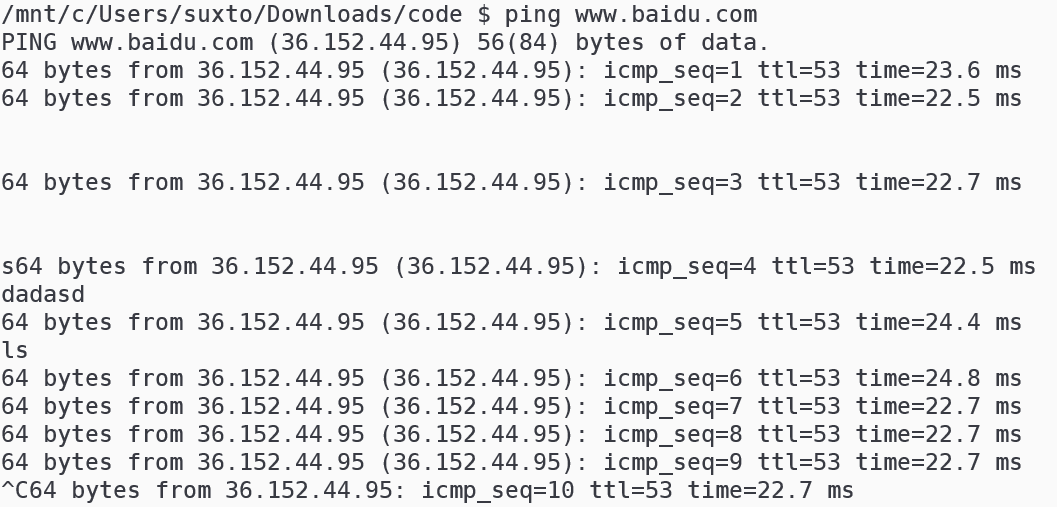 /mnt/c/Users/suxto/Downloads/code $ ping www.baidu.com
PING www.baidu.com (36.152.44.95) 56(84) bytes of data.
64 bytes from 36.152.44.95 (36.152.44.95): icmp_seq=1 ttl=53 time=23.6 ms
64 bytes from 36.152.44.95 (36.152.44.95): icmp_seq=2 ttl=53 time=22.5 ms
64 bytes from 36.152.44.95 (36.152.44.95): icmp_seq=3 ttl=53 time=22.7 ms
s64 bytes from 36.152.44.95 (36.152.44.95): icmp_seq=4 ttl=53 time=22.5 ms
dadasd
64 bytes from 36.152.44.95 (36.152.44.95): icmp_seq=5 ttl=53 time=24.4 ms
ls
64 bytes from 36.152.44.95 (36.152.44.95): icmp_seq=6 ttl=53 time=24.8 ms
64 bytes from 36.152.44.95 (36.152.44.95): icmp_seq=7 ttl=53 time=22.7 ms
64 bytes from 36.152.44.95 (36.152.44.95): icmp_seq=8 ttl=53 time=22.7 ms
64 bytes from 36.152.44.95 (36.152.44.95): icmp_seq=9 ttl=53 time=22.7 ms
^C64 bytes from 36.152.44.95: icmp_seq=10 ttl=53 time=22.7 ms